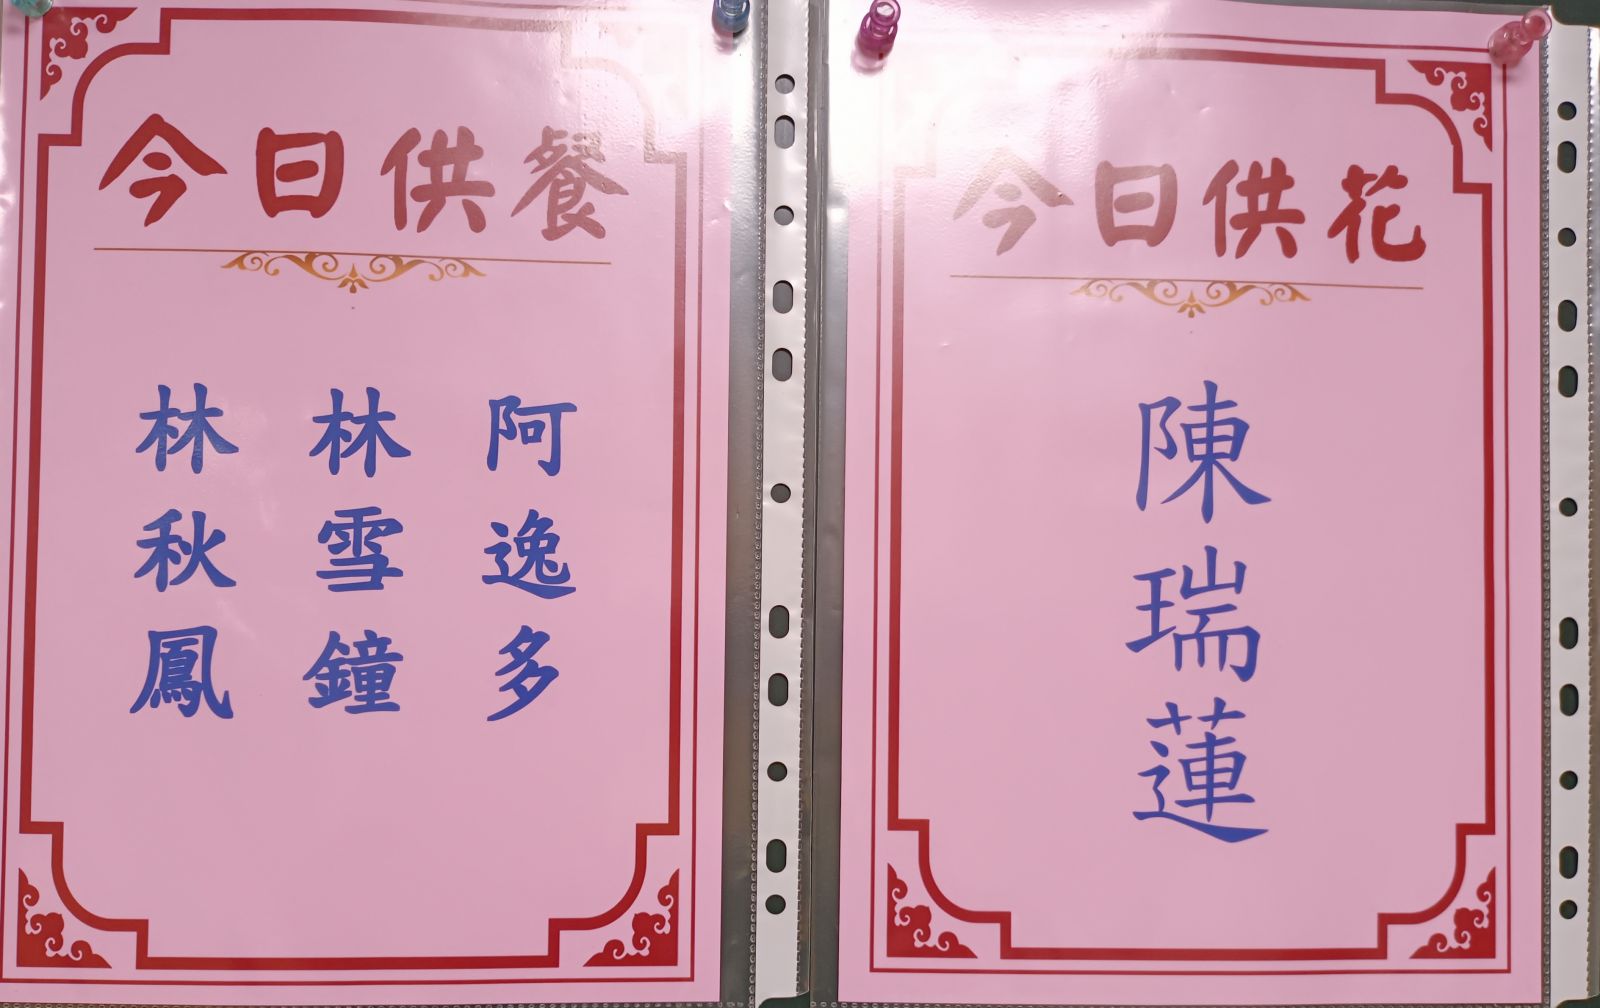 今日供餐
阿逸多
林雪鐘
林秋鳳
今日供花
陳瑞蓮